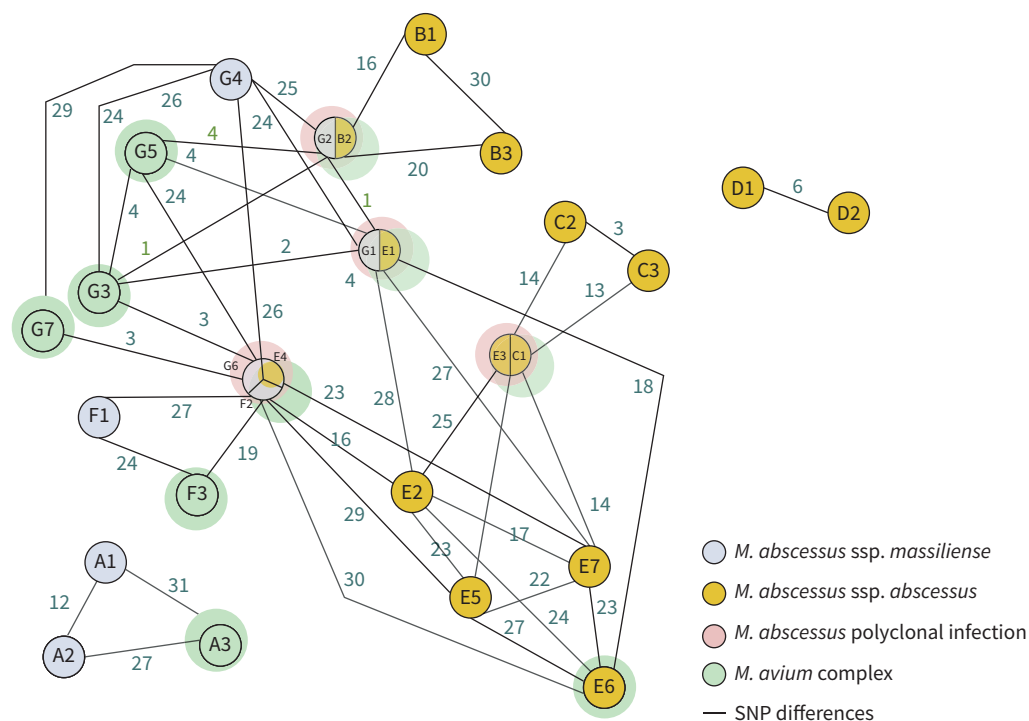 B1
16
30
G4
25
29
24
26
24
G2
B2
B3
20
G5
4
4
24
4
1
1
D1
6
D2
C2
3
C3
G1
E1
2
4
14
13
G3
G7
3
3
26
E3
C1
G6
E4
F2
23
27
18
28
25
F1
27
24
19
16
F3
E2
29
17
14
23
A1
31
12
A2
27
A3
30
E7
22
E5
24
23
27
E6
M. abscessus ssp. massiliense
M. abscessus ssp. abscessus
M. abscessus polyclonal infection
M. avium complex
SNP differences